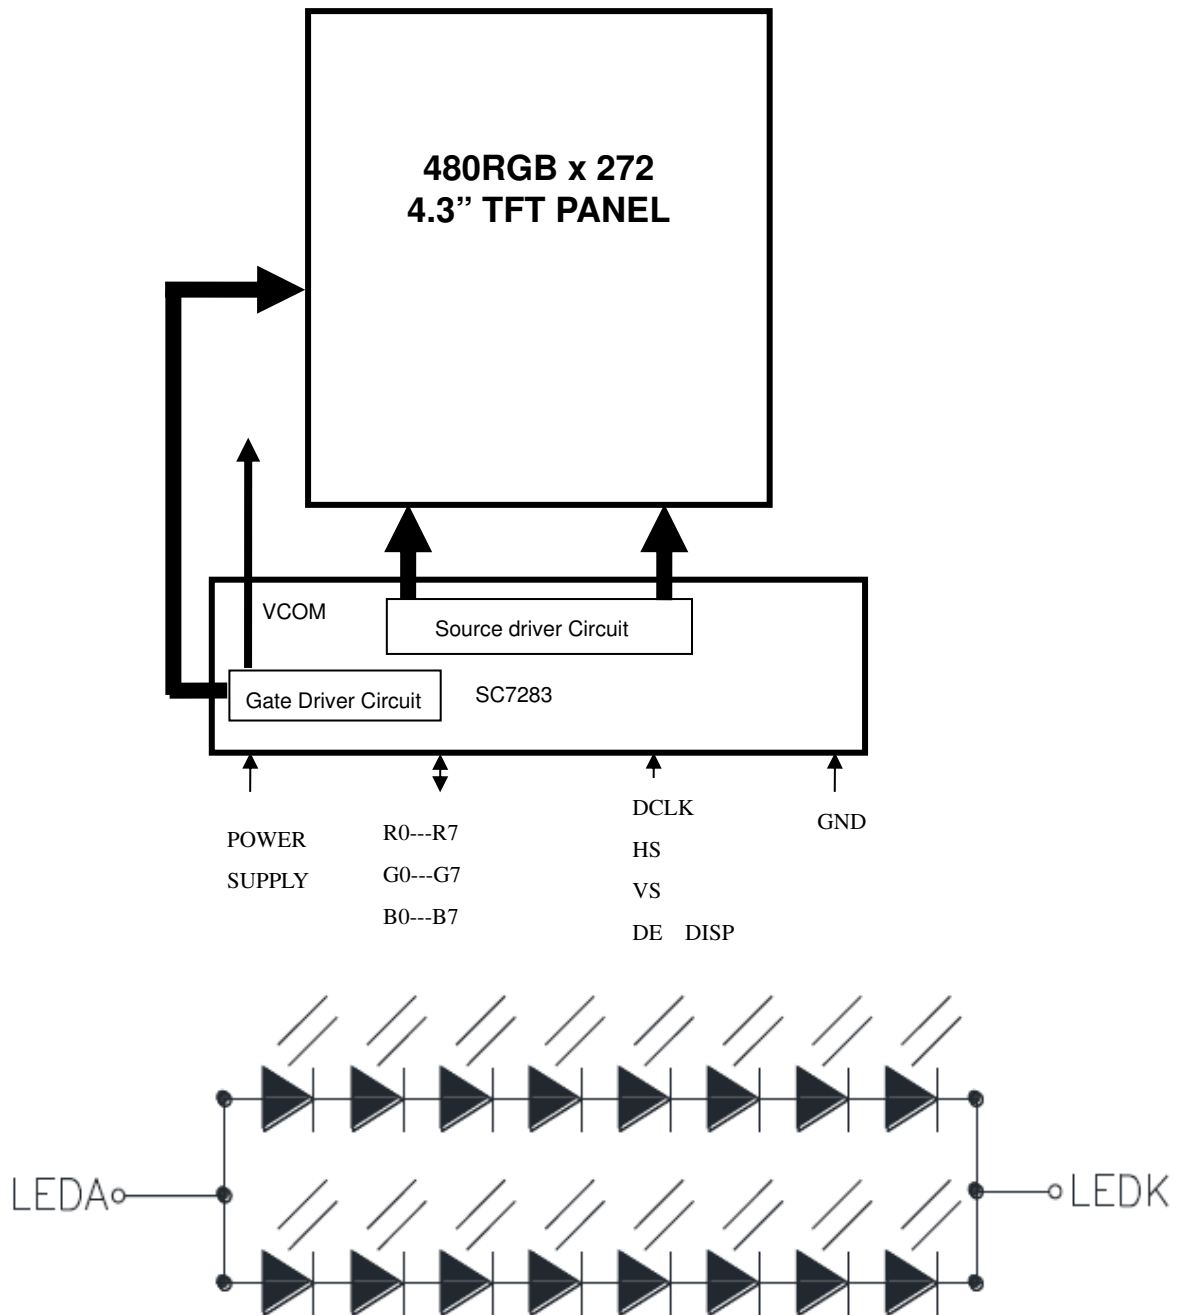 480RGB x 272
4.3” TFT PANEL
VCOM
Source driver Circuit
Gate Driver Circuit
SC7283
POWER
SUPPLY
R0---R7
G0---G7
B0---B7
DCLK
HS
VS
DE DISP
GND
LEDA
LEDK